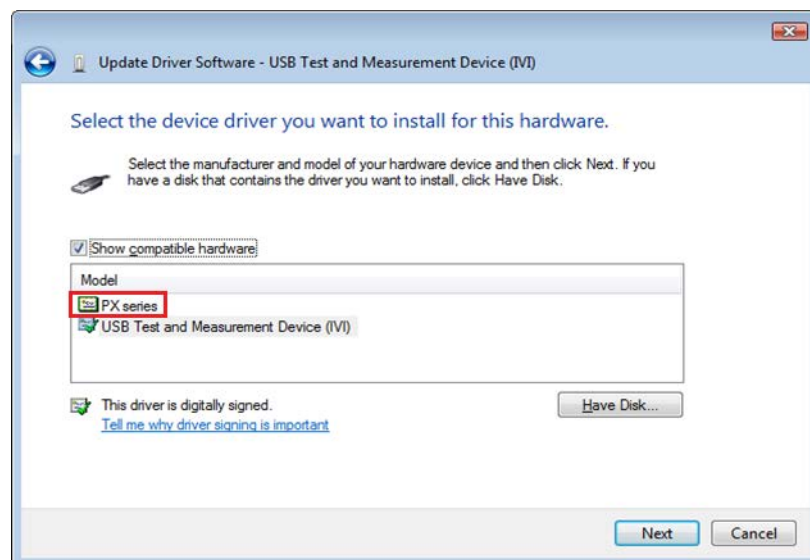 Update Driver Software - USB Test and Measurement Device (IVI)
Select the device driver you want to install for this hardware.
Select the manufacturer and model of your hardware device and then click Next. If you
have a disk that contains the driver you want to install, click Have Disk.
Show compatible hardware
Model
PX series
USB Test and Measurement Device (IVI)
This driver is digitally signed.
Have Disk...
Tell me why driver signing is important
Next
Cancel